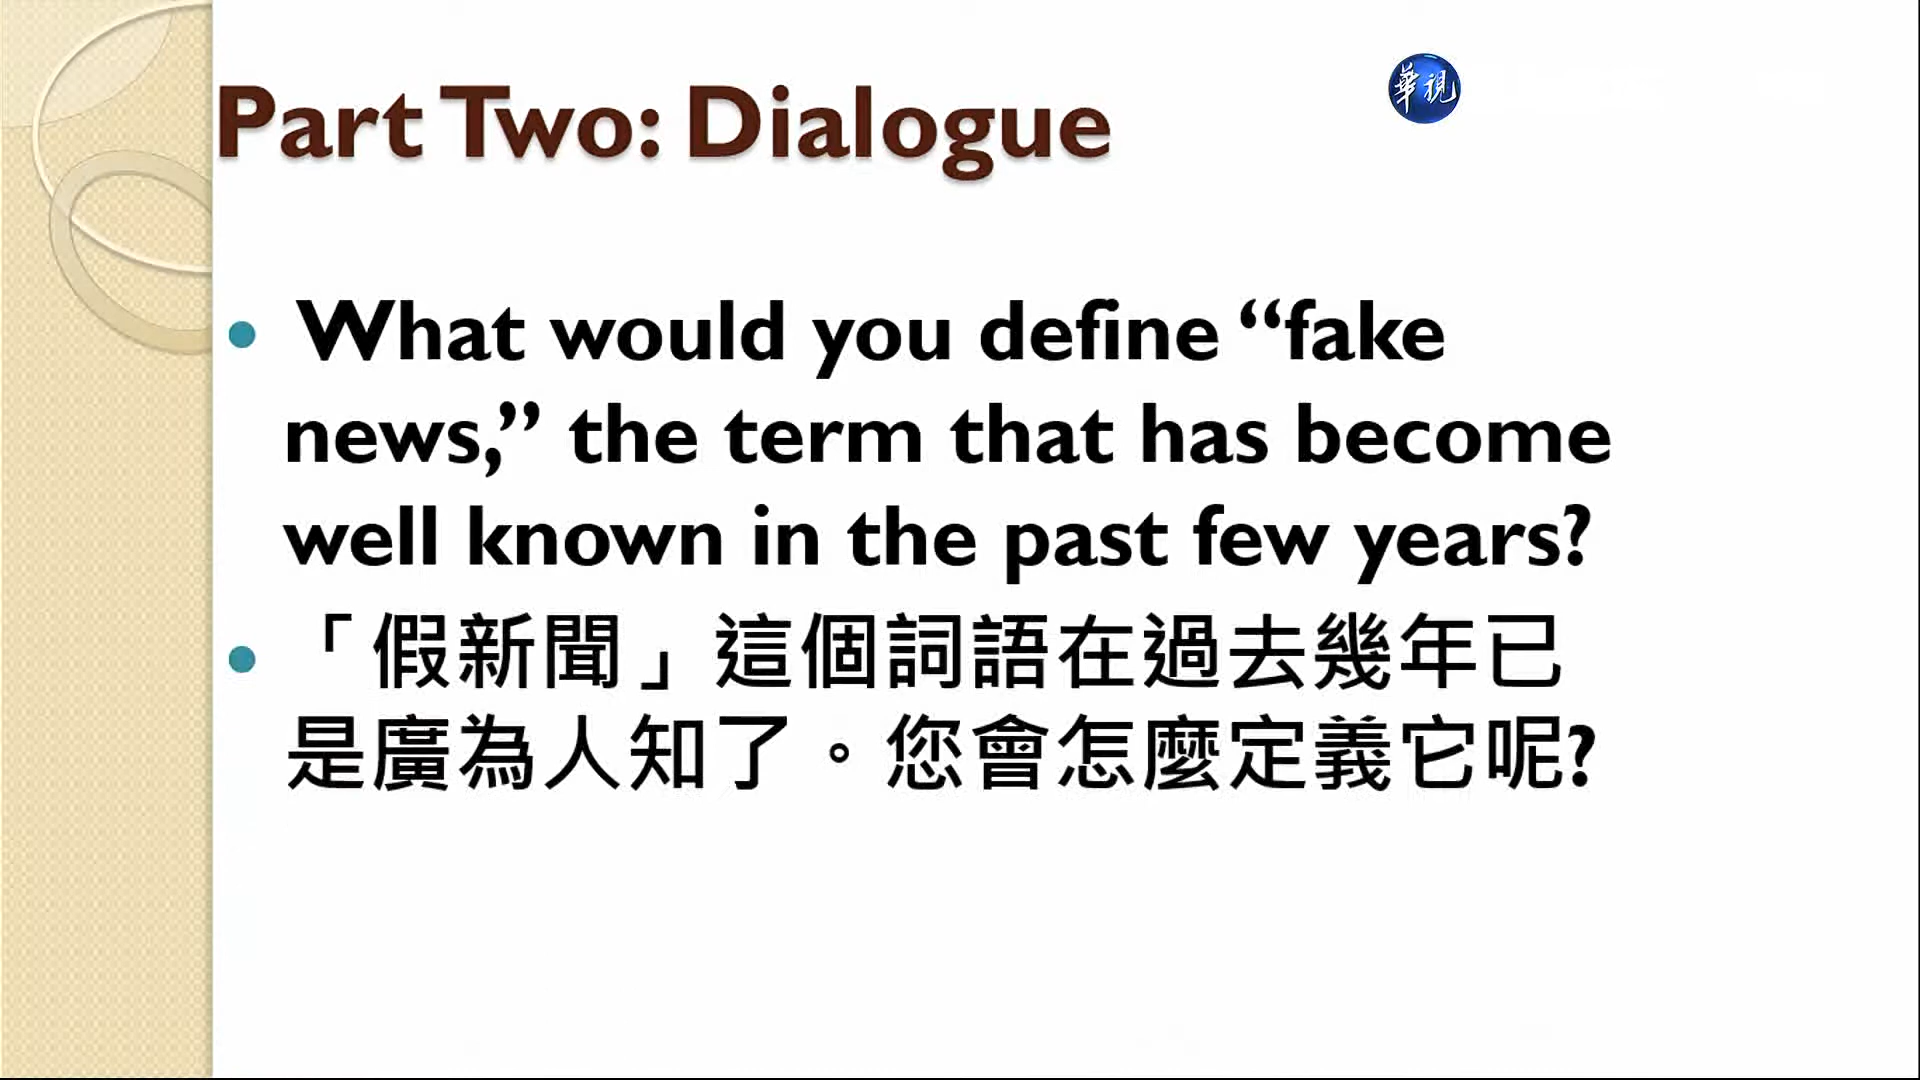 華視
Part Two: Dialogue
What would you define “fake
news,” the term that has become
well known in the past few years?
「假新聞」這個詞語在過去幾年已
是廣為人知了。您會怎麼定義它呢?